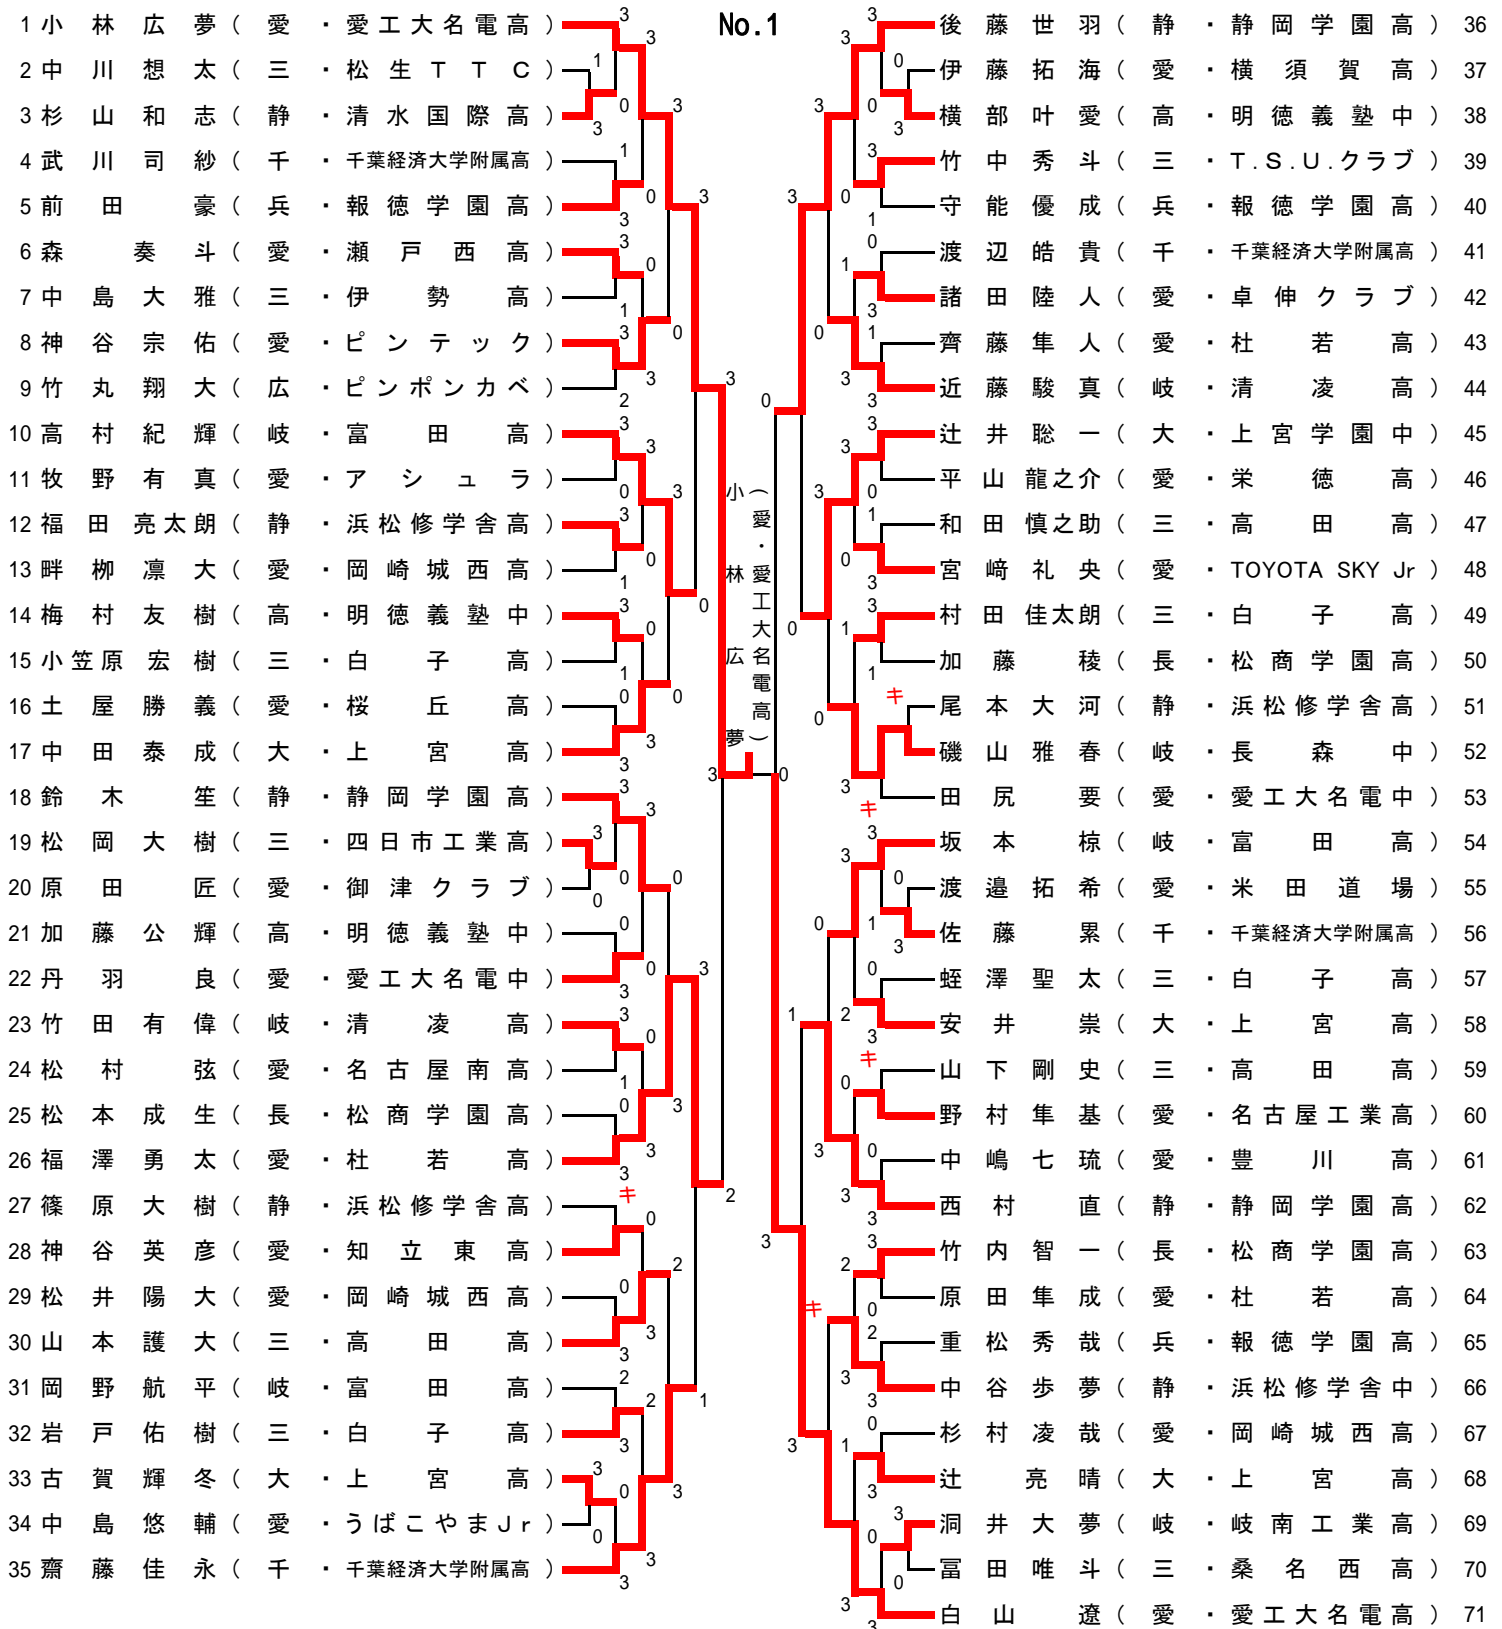 No.1
1 小林広夢（愛・愛工大名電高）
2 中川想太（三・松生TTC）
3 杉山和志（静・清水国際高）
4 武川司紗（千・千葉経済大学附属高）
5 前田豪（兵・報徳学園高）
6 森奏斗（愛・瀬戸西高）
7 中島大雅（三・伊勢高）
8 神谷宗佑（愛・ピンテック）
9 竹丸翔大（広・ピンポンカベ）
10 高村紀輝（岐・富田高）
11 牧野有真（愛・アシュラ）
12 福田亮太朗（静・浜松修学舎高）
13 畔柳凛大（愛・岡崎城西高）
14 梅村友樹（高・明徳義塾中）
15 小笠原宏樹（三・白子高）
16 土屋勝義（愛・桜丘高）
17 中田泰成（大・上宮高）
18 鈴木笙（静・静岡学園高）
19 松岡大樹（三・四日市工業高）
20 原田匠（愛・御津クラブ）
21 加藤公輝（高・明徳義塾中）
22 丹羽良（愛・愛工大名電中）
23 竹田有偉（岐・清凌高）
24 松村弦（愛・名古屋南高）
25 松本成生（長・松商学園高）
26 福澤勇太（愛・杜若高）
27 篠原大樹（静・浜松修学舎高）
28 神谷英彦（愛・知立東高）
29 松井陽大（愛・岡崎城西高）
30 山本護大（三・高田高）
31 岡野航平（岐・富田高）
32 岩戸佑樹（三・白子高）
33 古賀輝冬（大・上宮高）
34 中島悠輔（愛・うばこやまJr）
35 齋藤佳永（千・千葉経済大学附属高）
小林広夢
（愛・愛工大名電高）
後藤世羽（静・静岡学園高）36
伊藤拓海（愛・横須賀高）37
横部叶愛（高・明徳義塾中）38
竹中秀斗（三・T.S.U.クラブ）39
守能優成（兵・報徳学園高）40
渡辺皓貴（千・千葉経済大学附属高）41
諸田陸人（愛・卓伸クラブ）42
齊藤隼人（愛・杜若高）43
近藤駿真（岐・清凌高）44
辻井聡一（大・上宮学園中）45
平山龍之介（愛・栄徳高）46
和田慎之助（三・高田高）47
宮﨑礼央（愛・TOYOTA SKY Jr）48
村田佳太朗（三・白子高）49
加藤稜（長・松商学園高）50
尾本大河（静・浜松修学舎高）51
磯山雅春（岐・長森中）52
田尻要（愛・愛工大名電中）53
坂本椋（岐・富田高）54
渡邉拓希（愛・米田道場）55
佐藤累（千・千葉経済大学附属高）56
蛭澤聖太（三・白子高）57
安井崇（大・上宮高）58
山下剛史（三・高田高）59
野村隼基（愛・名古屋工業高）60
中嶋七琉（愛・豊川高）61
西村直（静・静岡学園高）62
竹内智一（長・松商学園高）63
原田隼成（愛・杜若高）64
重松秀哉（兵・報徳学園高）65
中谷歩夢（静・浜松修学舎中）66
杉村凌哉（愛・岡崎城西高）67
辻亮晴（大・上宮高）68
洞井大夢（岐・岐南工業高）69
冨田唯斗（三・桑名西高）70
白山遼（愛・愛工大名電高）71